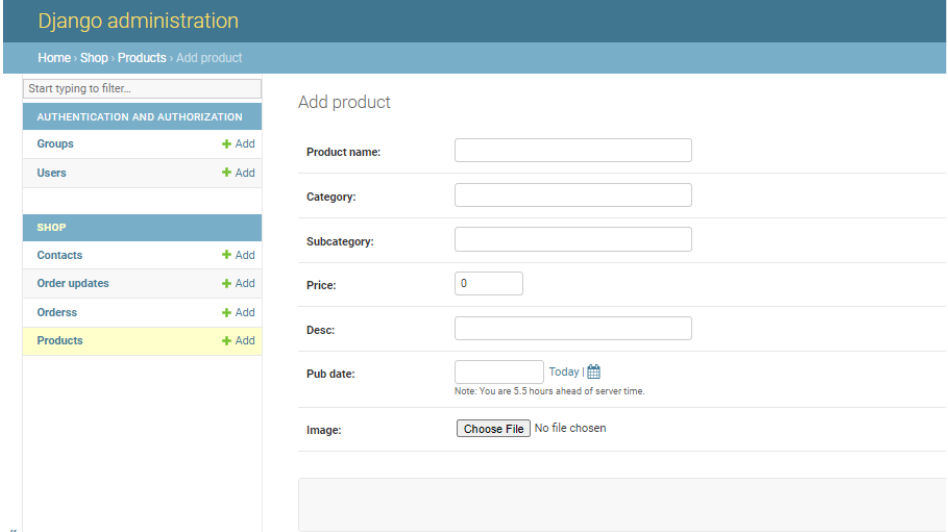 Django administration
Home › Shop › Products › Add product
Start typing to filter...
AUTHENTICATION AND AUTHORIZATION
Groups + Add
Users + Add
SHOP
Contacts + Add
Order updates + Add
Orderss + Add
Products + Add
«
Add product
Product name:
Category:
Subcategory:
Price: 0
Desc:
Pub date: Today |
Note: You are 5.5 hours ahead of server time.
Image: Choose File No file chosen